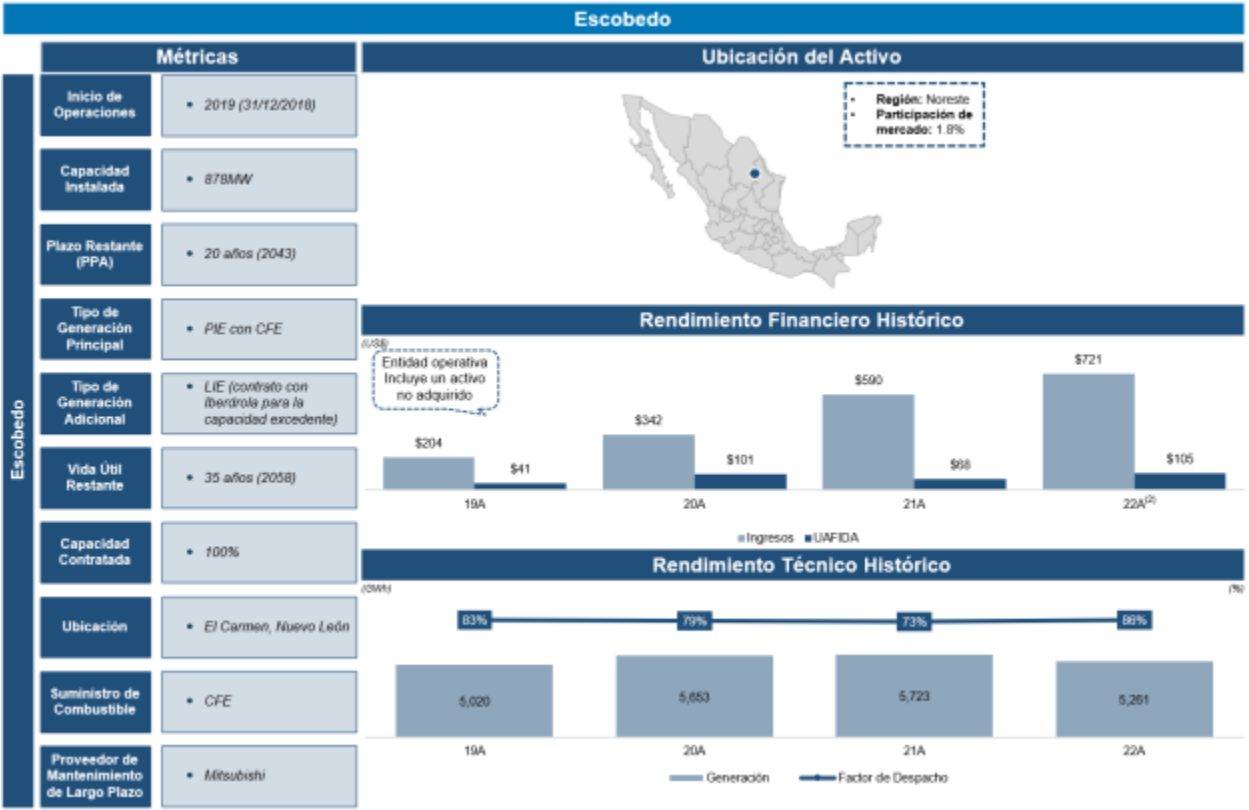 Escobedo
Métricas
Escobedo
Inicio de
Operaciones
• 2019 (31/12/2018)
Capacidad
Instalada
• 878MW
Plazo Restante
(PPA)
• 20 años (2043)
Tipo de
Generación
Principal
• PIE con CFE
Tipo de
Generación
Adicional
• LIE (contrato con
Iberdrola para la
capacidad excedente)
Vida Útil
Restante
• 35 años (2058)
Capacidad
Contratada
• 100%
Ubicación
• El Carmen, Nuevo León
Suministro de
Combustible
• CFE
Proveedor de
Mantenimiento
de Largo Plazo
• Mitsubishi
Ubicación del Activo
• Región: Noreste
• Participación de
mercado: 1.8%
Rendimiento Financiero Histórico
(US$)
Entidad operativa
Incluye un activo
no adquirido
$204
$41
$342
$101
$590
$68
$721
$105
19A
20A
21A
22A(2)
Ingresos
UAFIDA
Rendimiento Técnico Histórico
(GWh)
(%)
83%
79%
73%
86%
5,020
5,653
5,723
5,261
19A
20A
21A
22A
Generación
Factor de Despacho